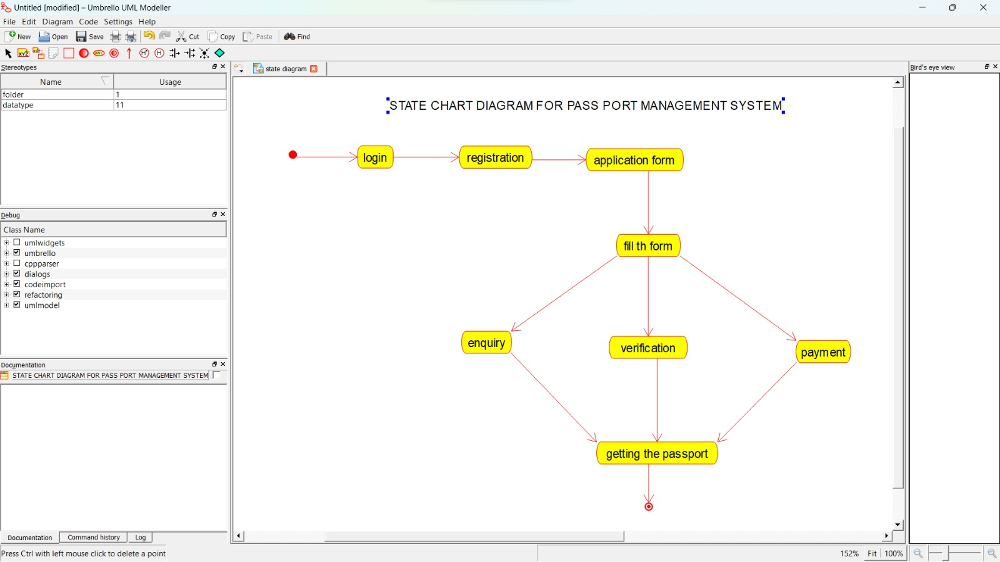 Untitled [modified] – Umbrello UML Modeller
File Edit Diagram Code Settings Help
New Open Save Cut Copy Paste Find
XYZ ABC H* H
Stereotypes
Name Usage
folder 1
datatype 11
Debug
Class Name
umlwidgets
umbrello
cppparser
dialogs
codeimport
refactoring
umlmodel
Documentation
STATE CHART DIAGRAM FOR PASS PORT MANAGEMENT SYSTEM
Documentation Command history Log
Press Ctrl with left mouse click to delete a point
state diagram
STATE CHART DIAGRAM FOR PASS PORT MANAGEMENT SYSTEM
login
registration
application form
fill th form
enquiry
verification
payment
getting the passport
Bird's eye view
152% Fit 100%